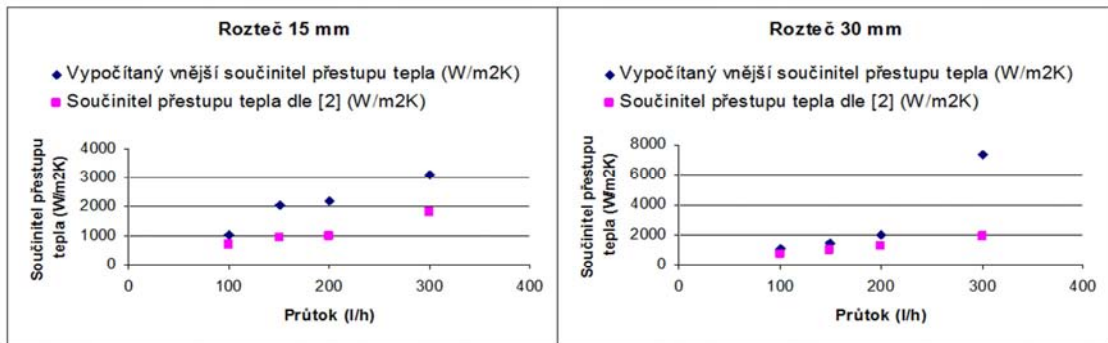 Rozteč 15 mm
Vypočítaný vnější součinitel přestupu tepla (W/m2K)
Součinitel přestupu tepla dle [2] (W/m2K)
Součinitel přestupu
tepla (W/m2K)
4000
3000
2000
1000
0
0
100
200
300
400
Průtok (l/h)
Rozteč 30 mm
Vypočítaný vnější součinitel přestupu tepla (W/m2K)
Součinitel přestupu tepla dle [2] (W/m2K)
Součinitel přestupu
tepla (W/m2K)
8000
6000
4000
2000
0
0
100
200
300
400
Průtok (l/h)